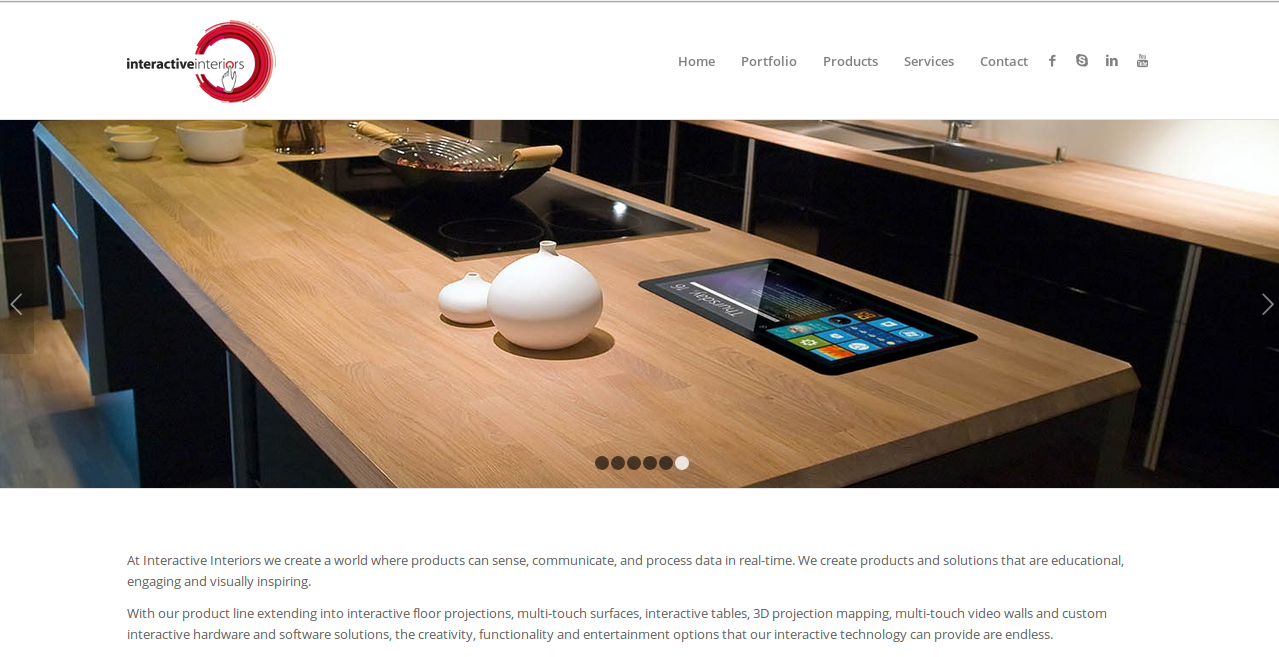 interactiveinteriors
Home Portfolio Products Services Contact
You
Tube
Thursday 16
At Interactive Interiors we create a world where products can sense, communicate, and process data in real-time. We create products and solutions that are educational,
engaging and visually inspiring.
With our product line extending into interactive floor projections, multi-touch surfaces, interactive tables, 3D projection mapping, multi-touch video walls and custom
interactive hardware and software solutions, the creativity, functionality and entertainment options that our interactive technology can provide are endless.